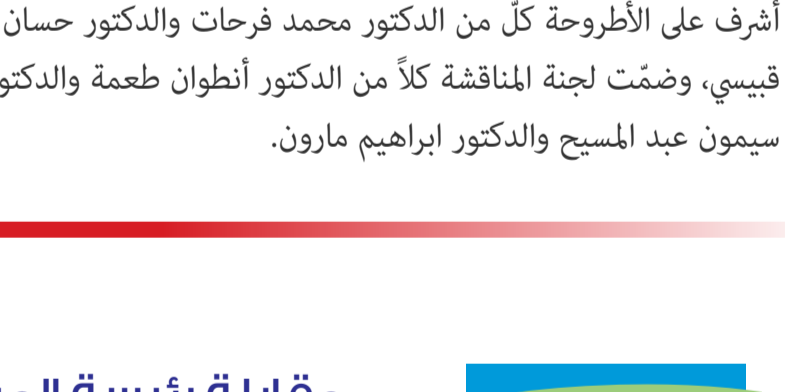 أشرف على الأطروحة كلّ من الدكتور محمد فرحات والدكتور حسان
قبيسي، وضمّت لجنة المناقشة كلاً من الدكتور أنطوان طعمة
سيمون عبد المسيح والدكتور ابراهيم مارون.